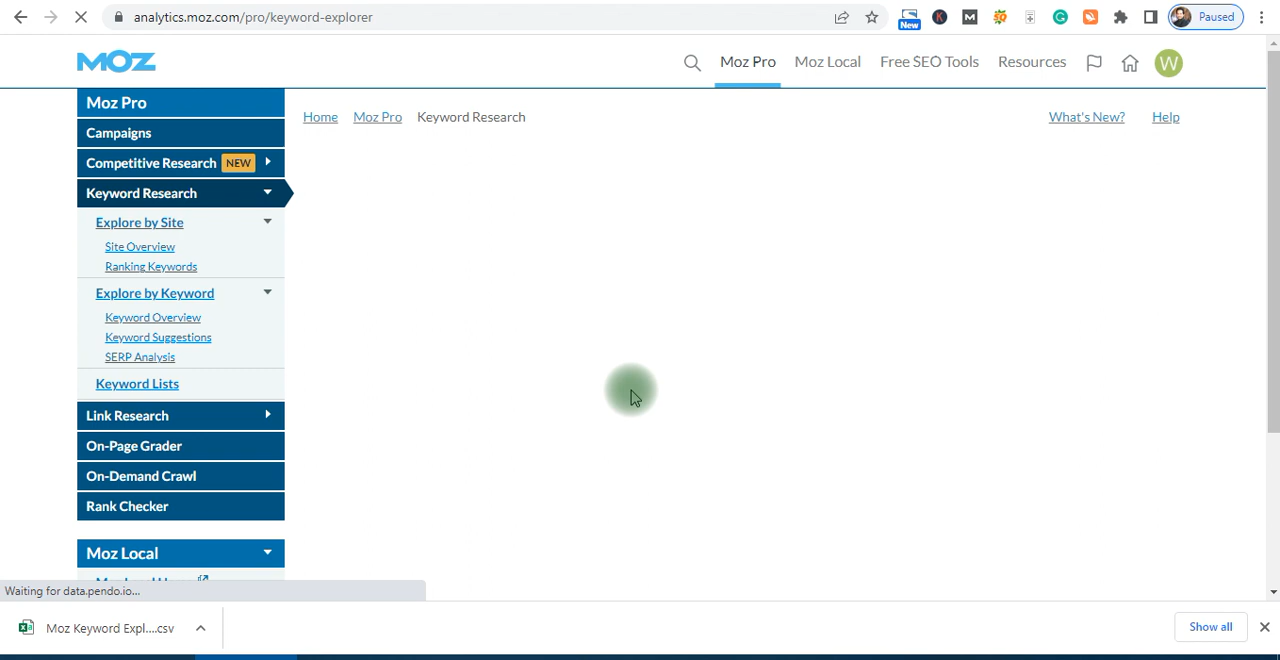 analytics.moz.com/pro/keyword-explorer
New
Paused
MOZ
Moz Pro
Moz Local
Free SEO Tools
Resources
W
Moz Pro
Campaigns
Competitive Research NEW
Keyword Research
Explore by Site
Site Overview
Ranking Keywords
Explore by Keyword
Keyword Overview
Keyword Suggestions
SERP Analysis
Keyword Lists
Link Research
On-Page Grader
On-Demand Crawl
Rank Checker
Moz Local
Home
Moz Pro
Keyword Research
What's New?
Help
Waiting for data.pendo.io...
Moz Keyword Expl....csv
Show all